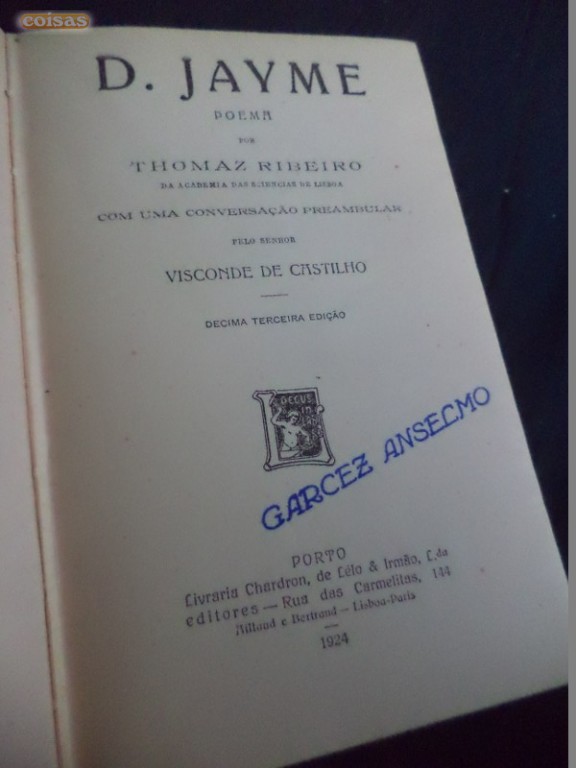 coisas
D. JAYME
POEMA
POR
THOMAZ RIBEIRO
DA ACADEMIA DAS SCIENCIAS DE LISBOA
COM UMA CONVERSAÇÃO PREAMBULAR
PELO SENHOR
VISCONDE DE CASTILHO
DECIMA TERCEIRA EDIÇÃO
DECUS
IN
GARCEZ ANSELMO
PORTO
Livraria Chardron, de Lélo & Irmão, L.da
editores — Rua das Carmelitas, 144
Aillaud e Bertrand — Lisboa-Paris
1924